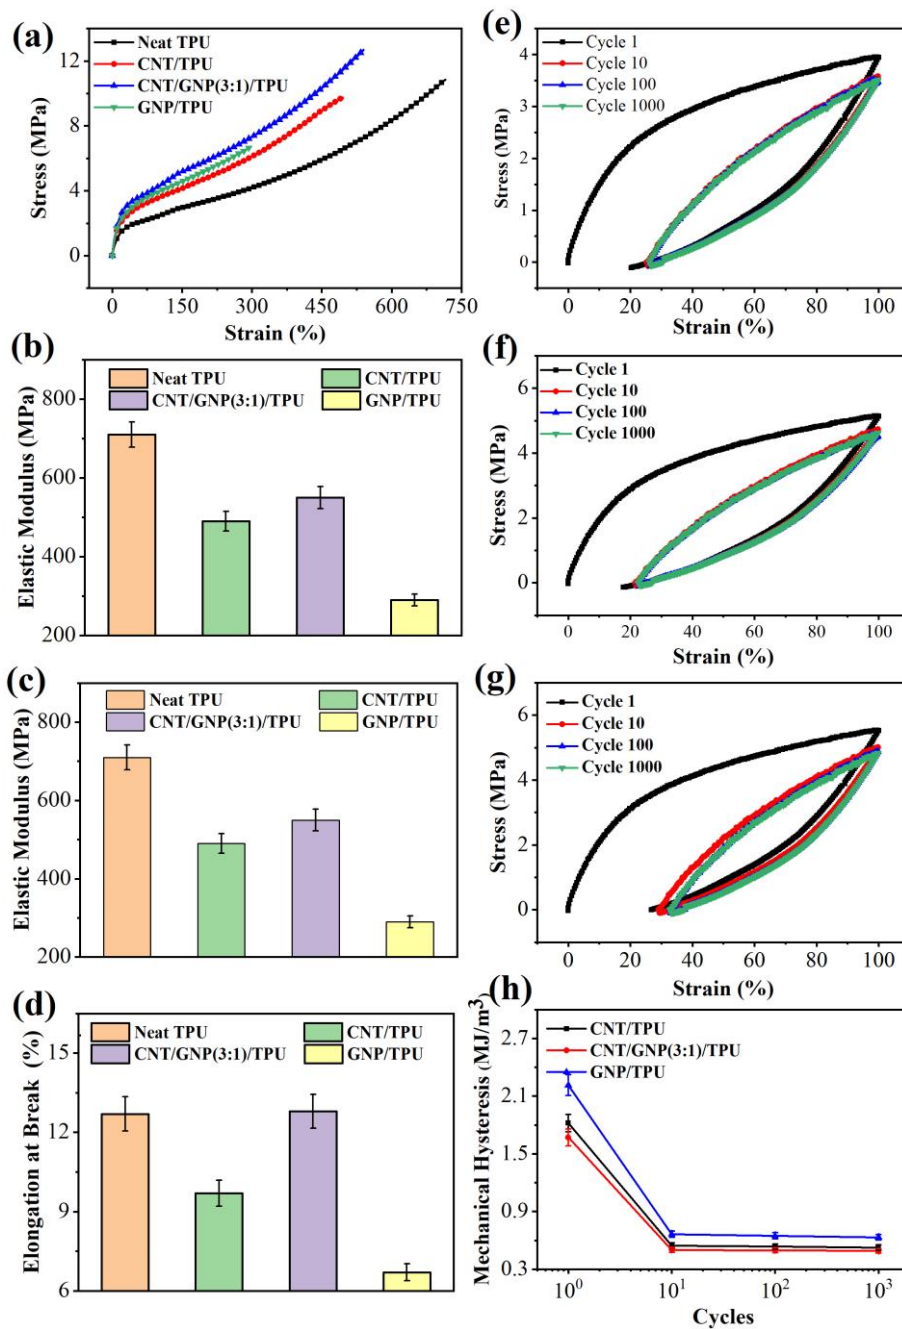 (a)
Neat TPU
CNT/TPU
CNT/GNP(3:1)/TPU
GNP/TPU
Stress (MPa)
12
8
4
0
0 150 300 450 600 750
Strain (%)
(b)
Neat TPU CNT/TPU
CNT/GNP(3:1)/TPU GNP/TPU
Elastic Modulus (MPa)
800
600
400
200
(c)
Neat TPU CNT/TPU
CNT/GNP(3:1)/TPU GNP/TPU
Elastic Modulus (MPa)
800
600
400
200
(d)
Neat TPU CNT/TPU
CNT/GNP(3:1)/TPU GNP/TPU
Elongation at Break (%)
15
12
9
6
(e)
Cycle 1
Cycle 10
Cycle 100
Cycle 1000
Stress (MPa)
4
3
2
1
0
0 20 40 60 80 100
Strain (%)
(f)
Cycle 1
Cycle 10
Cycle 100
Cycle 1000
Stress (MPa)
6
4
2
0
0 20 40 60 80 100
Strain (%)
(g)
Cycle 1
Cycle 10
Cycle 100
Cycle 1000
Stress (MPa)
6
4
2
0
0 20 40 60 80 100
Strain (%)
(h)
CNT/TPU
CNT/GNP(3:1)/TPU
GNP/TPU
Mechanical Hysteresis (MJ/m³)
2.7
2.1
1.5
0.9
0.3
10⁰ 10¹ 10² 10³
Cycles